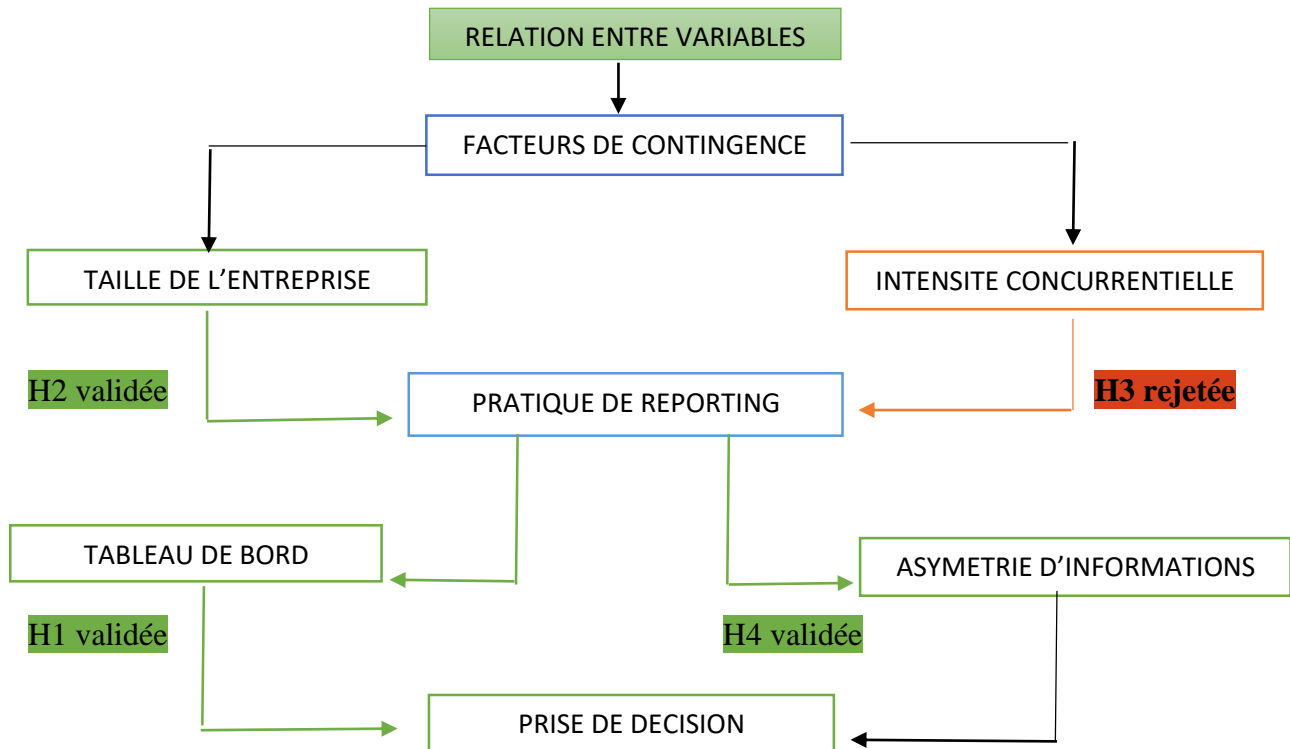 RELATION ENTRE VARIABLES
FACTEURS DE CONTINGENCE
TAILLE DE L'ENTREPRISE
INTENSITE CONCURRENTIELLE
H2 validée
PRATIQUE DE REPORTING
H3 rejetée
TABLEAU DE BORD
ASYMETRIE D'INFORMATIONS
H1 validée
H4 validée
PRISE DE DECISION